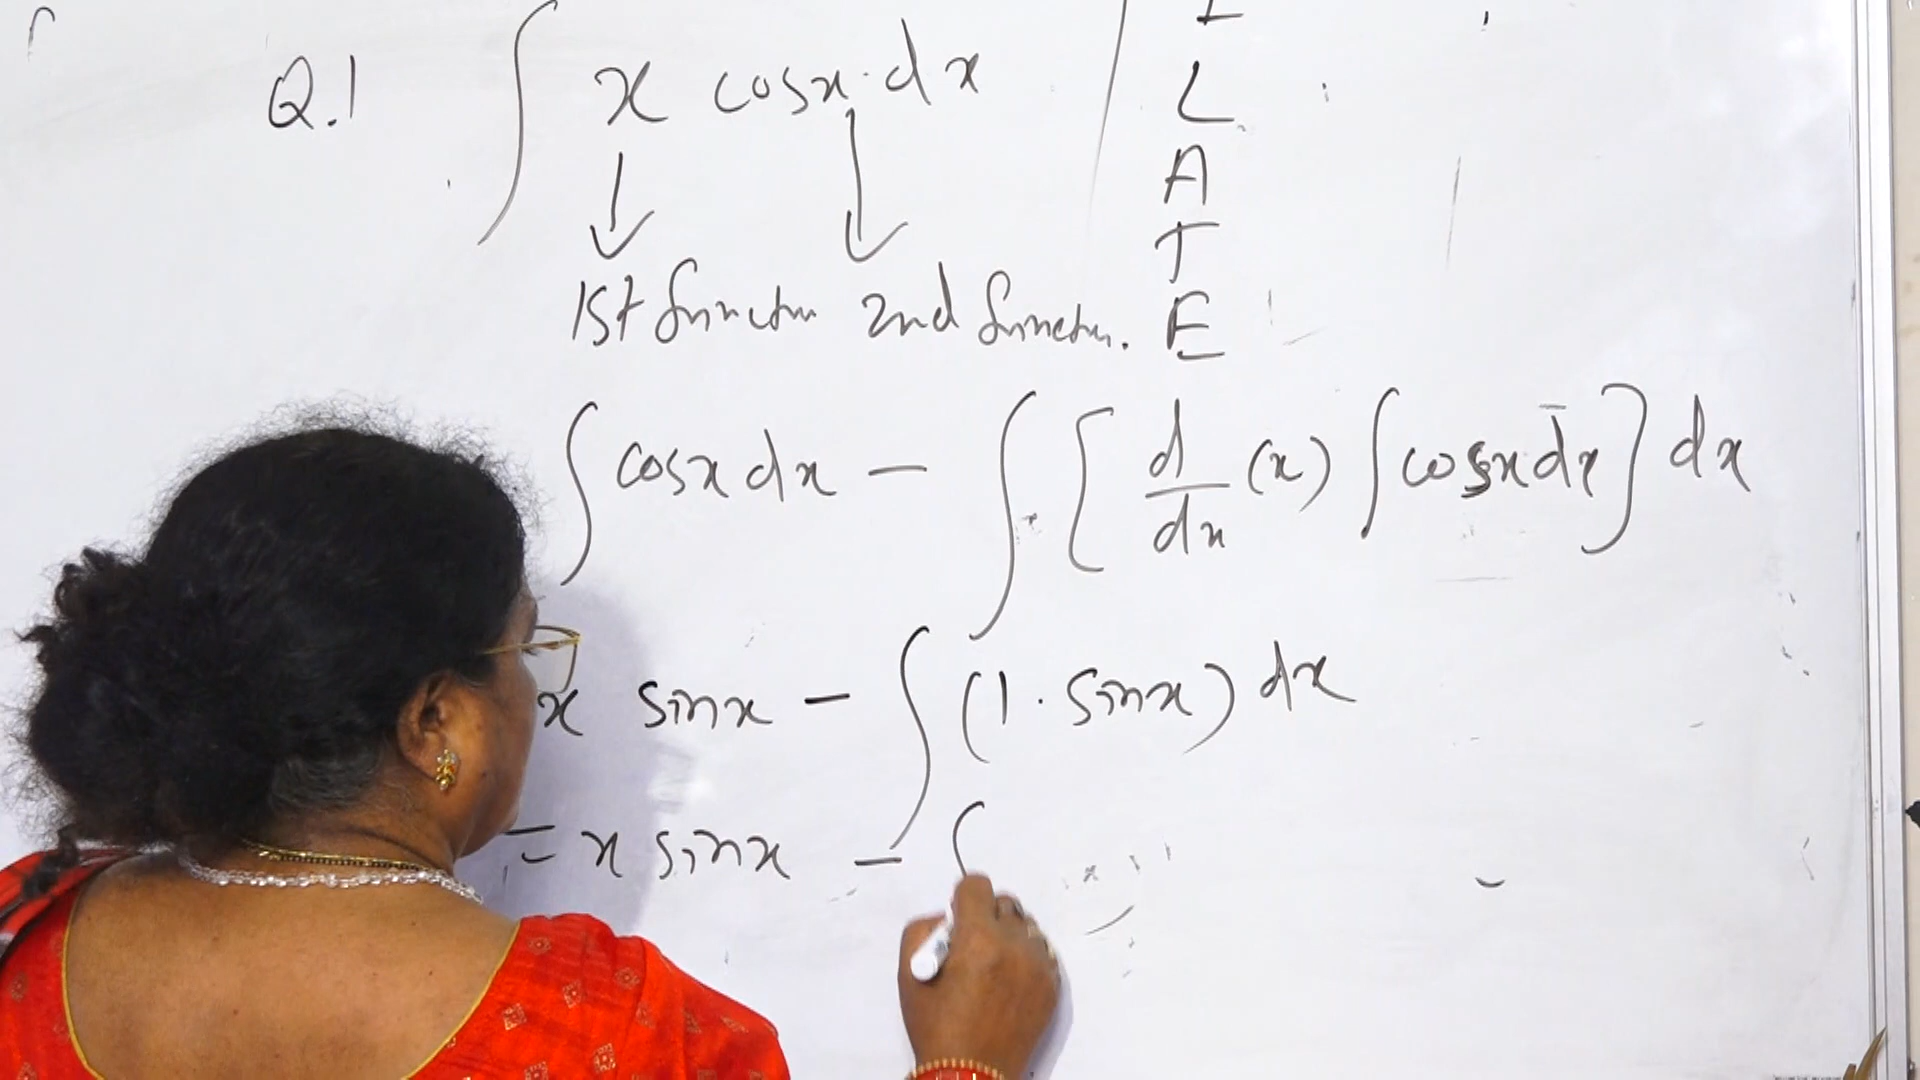 Q.1 ∫ x cosx·dx
I
L
A
T
E
1st function 2nd function.
∫ cosx dx - ∫ [ d/dx (x) ∫ cosx dx ] dx
x sinx - ∫ (1 · sinx) dx
= x sinx - ∫